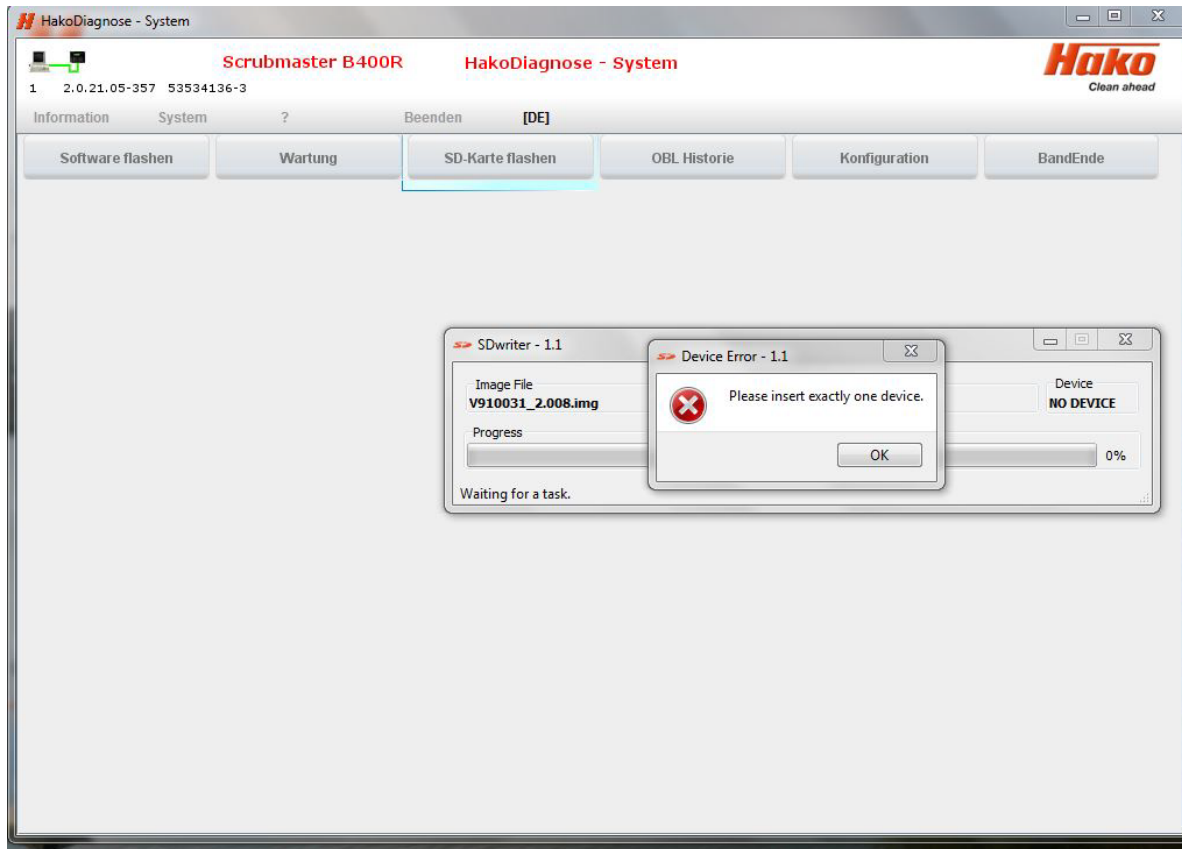 HakoDiagnose - System
Scrubmaster B400R HakoDiagnose - System
Hako
Clean ahead
1 2.0.21.05-357 53534136-3
Information System ? Beenden [DE]
Software flashen Wartung SD-Karte flashen OBL Historie Konfiguration BandEnde
SDwriter - 1.1
Image File
V910031_2.008.img
Device
NO DEVICE
Progress
0%
Waiting for a task.
Device Error - 1.1
Please insert exactly one device.
OK